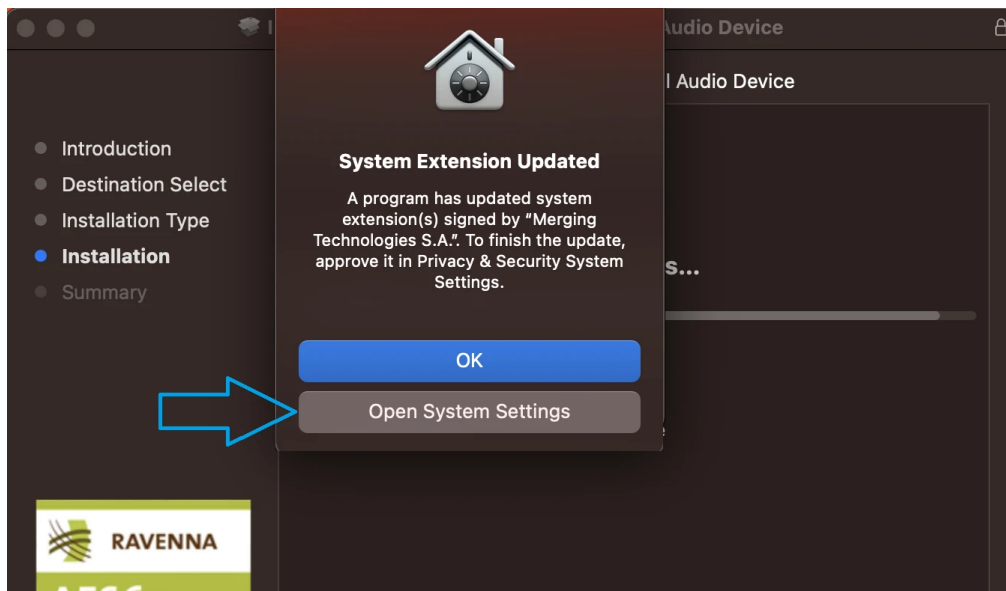 Audio Device
l Audio Device
Introduction
Destination Select
Installation Type
Installation
Summary
System Extension Updated
A program has updated system
extension(s) signed by “Merging
Technologies S.A.”. To finish the update,
approve it in Privacy & Security System
Settings.
s...
OK
Open System Settings
RAVENNA